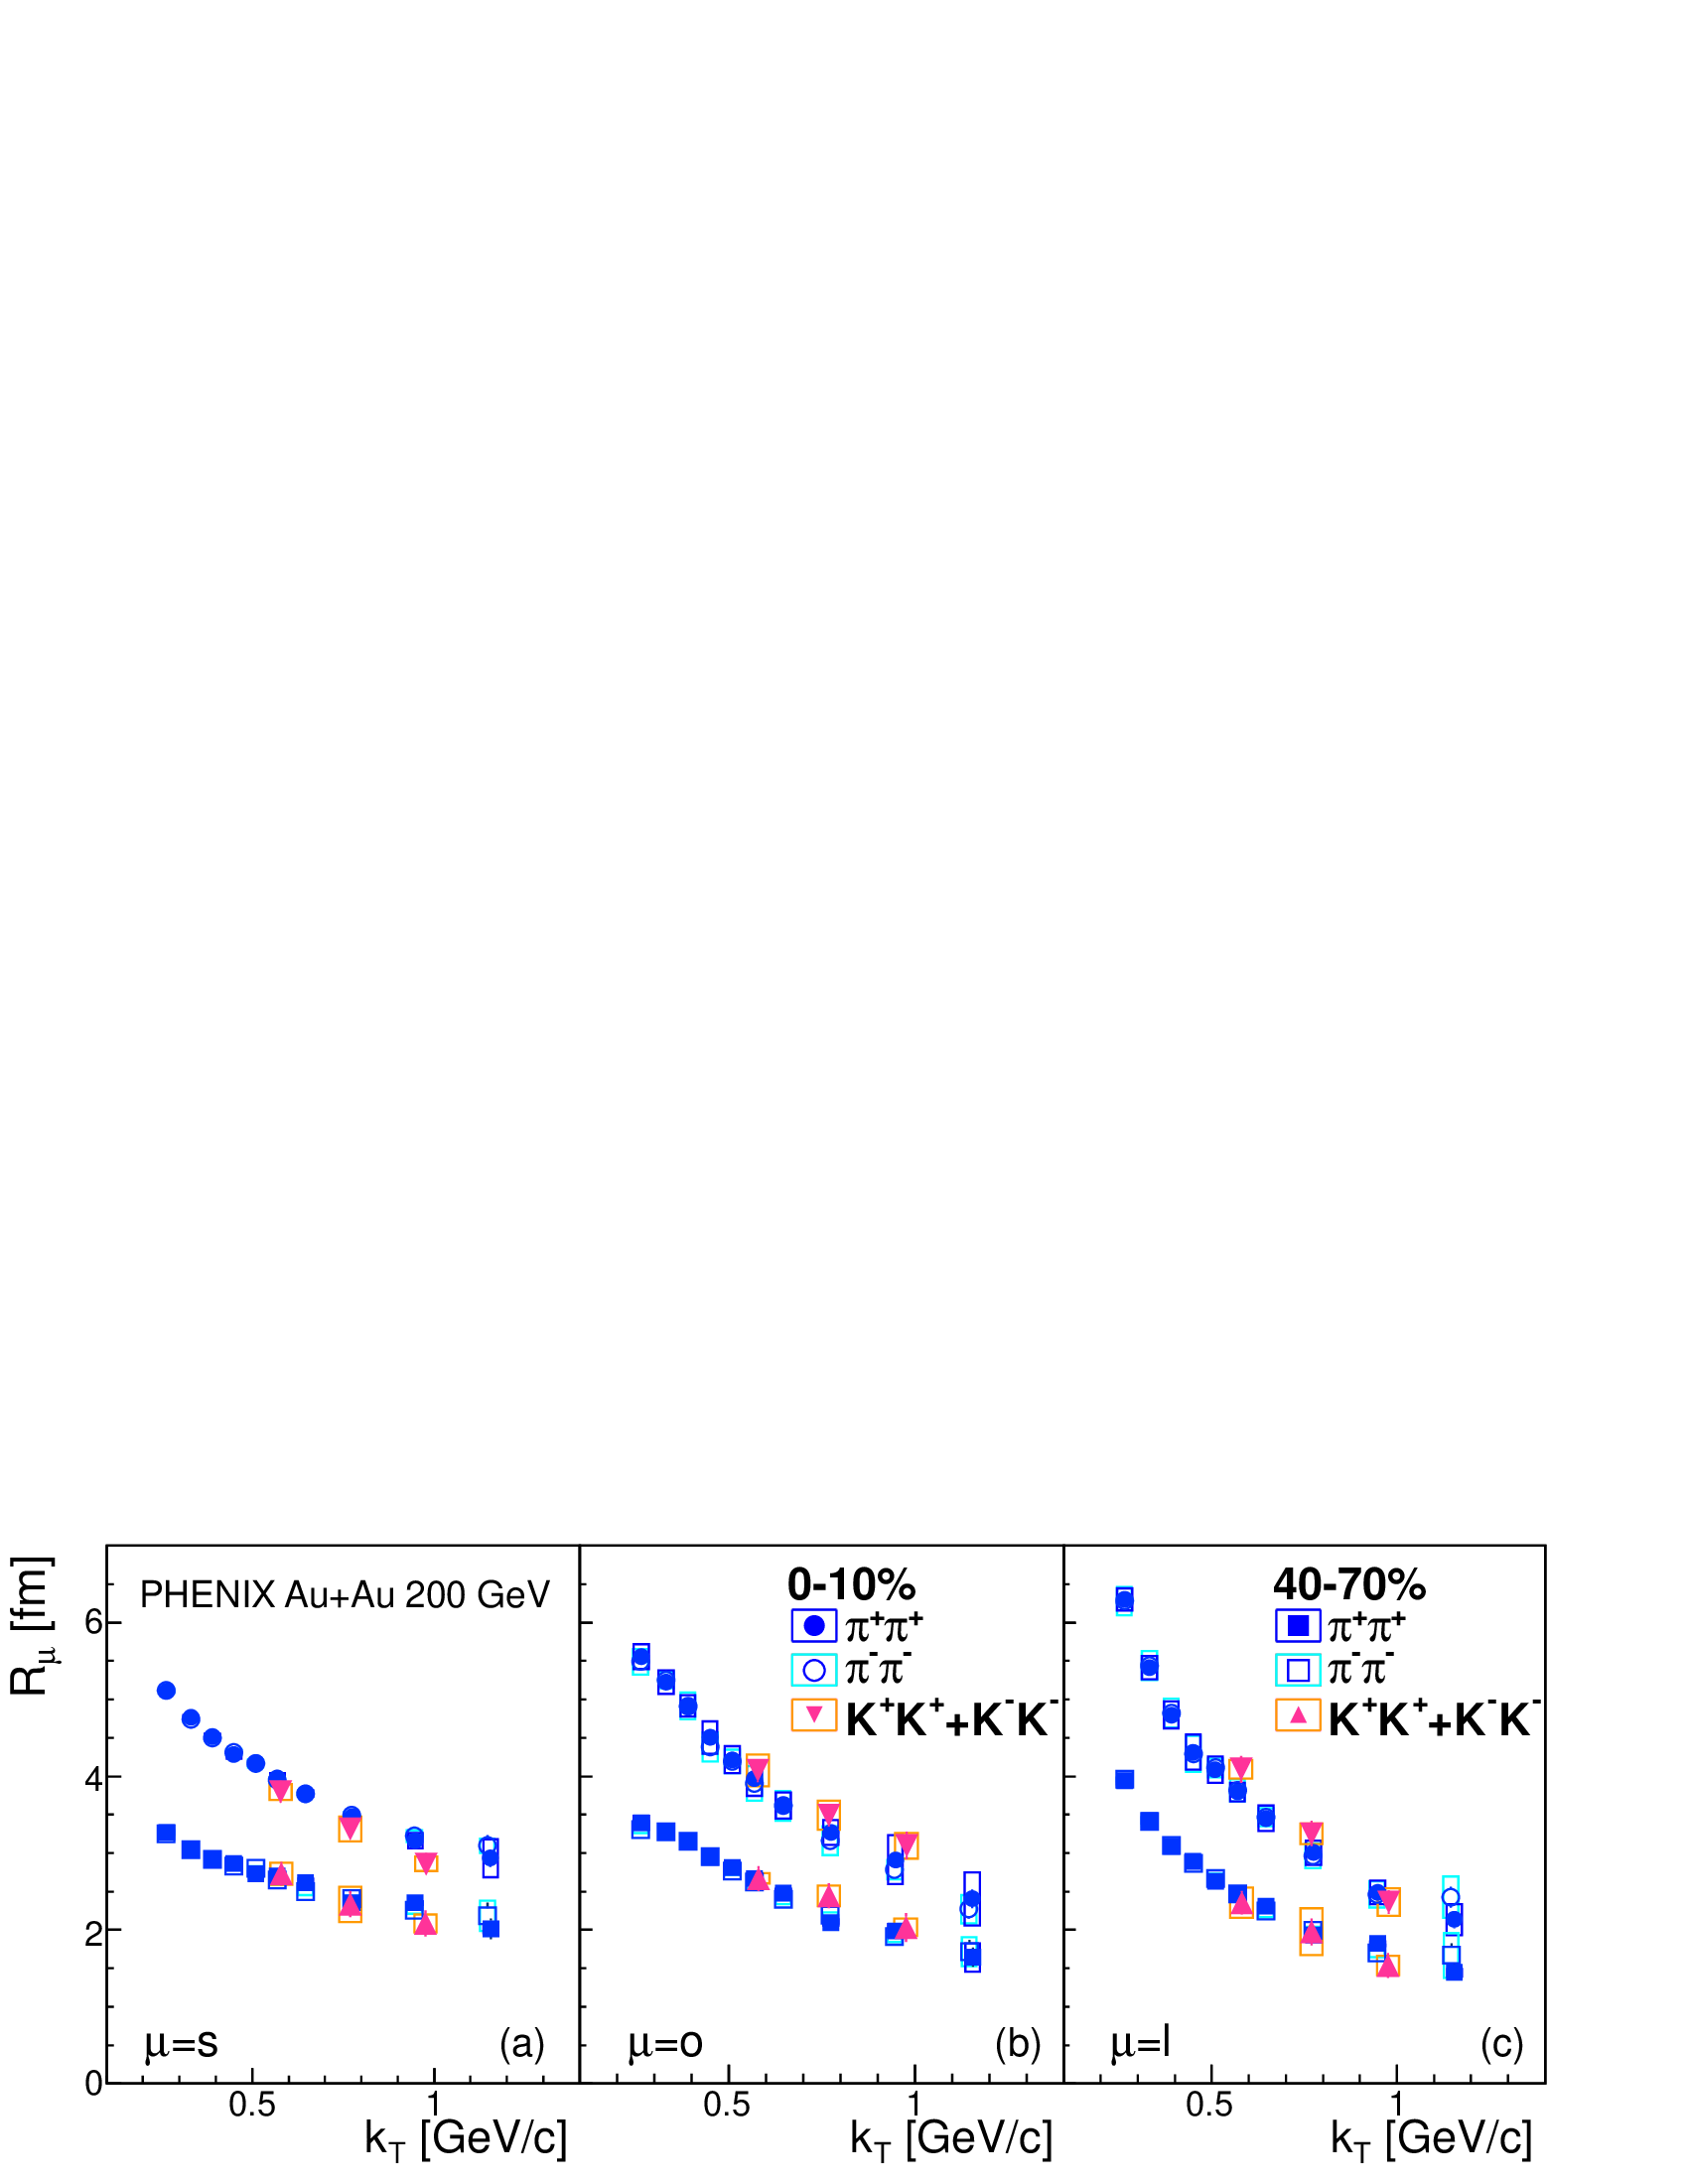 R_μ [fm]
PHENIX Au+Au 200 GeV
μ=s
(a)
0-10%
π⁺π⁺
π⁻π⁻
K⁺K⁺+K⁻K⁻
μ=o
(b)
40-70%
π⁺π⁺
π⁻π⁻
K⁺K⁺+K⁻K⁻
μ=l
(c)
6
4
2
0
0.5
1
0.5
1
0.5
1
k_T [GeV/c]
k_T [GeV/c]
k_T [GeV/c]